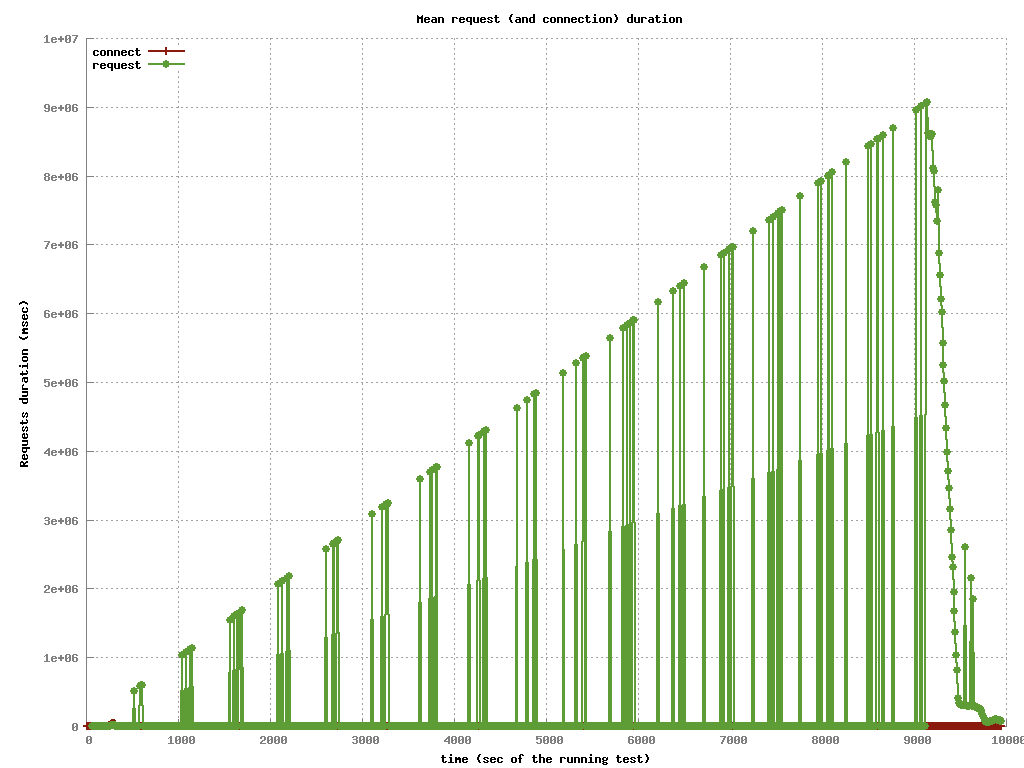 Mean request (and connection) duration
1e+07
connect
request
9e+06
8e+06
7e+06
6e+06
5e+06
4e+06
3e+06
2e+06
1e+06
0
Requests duration (msec)
0 1000 2000 3000 4000 5000 6000 7000 8000 9000 10000
time (sec of the running test)